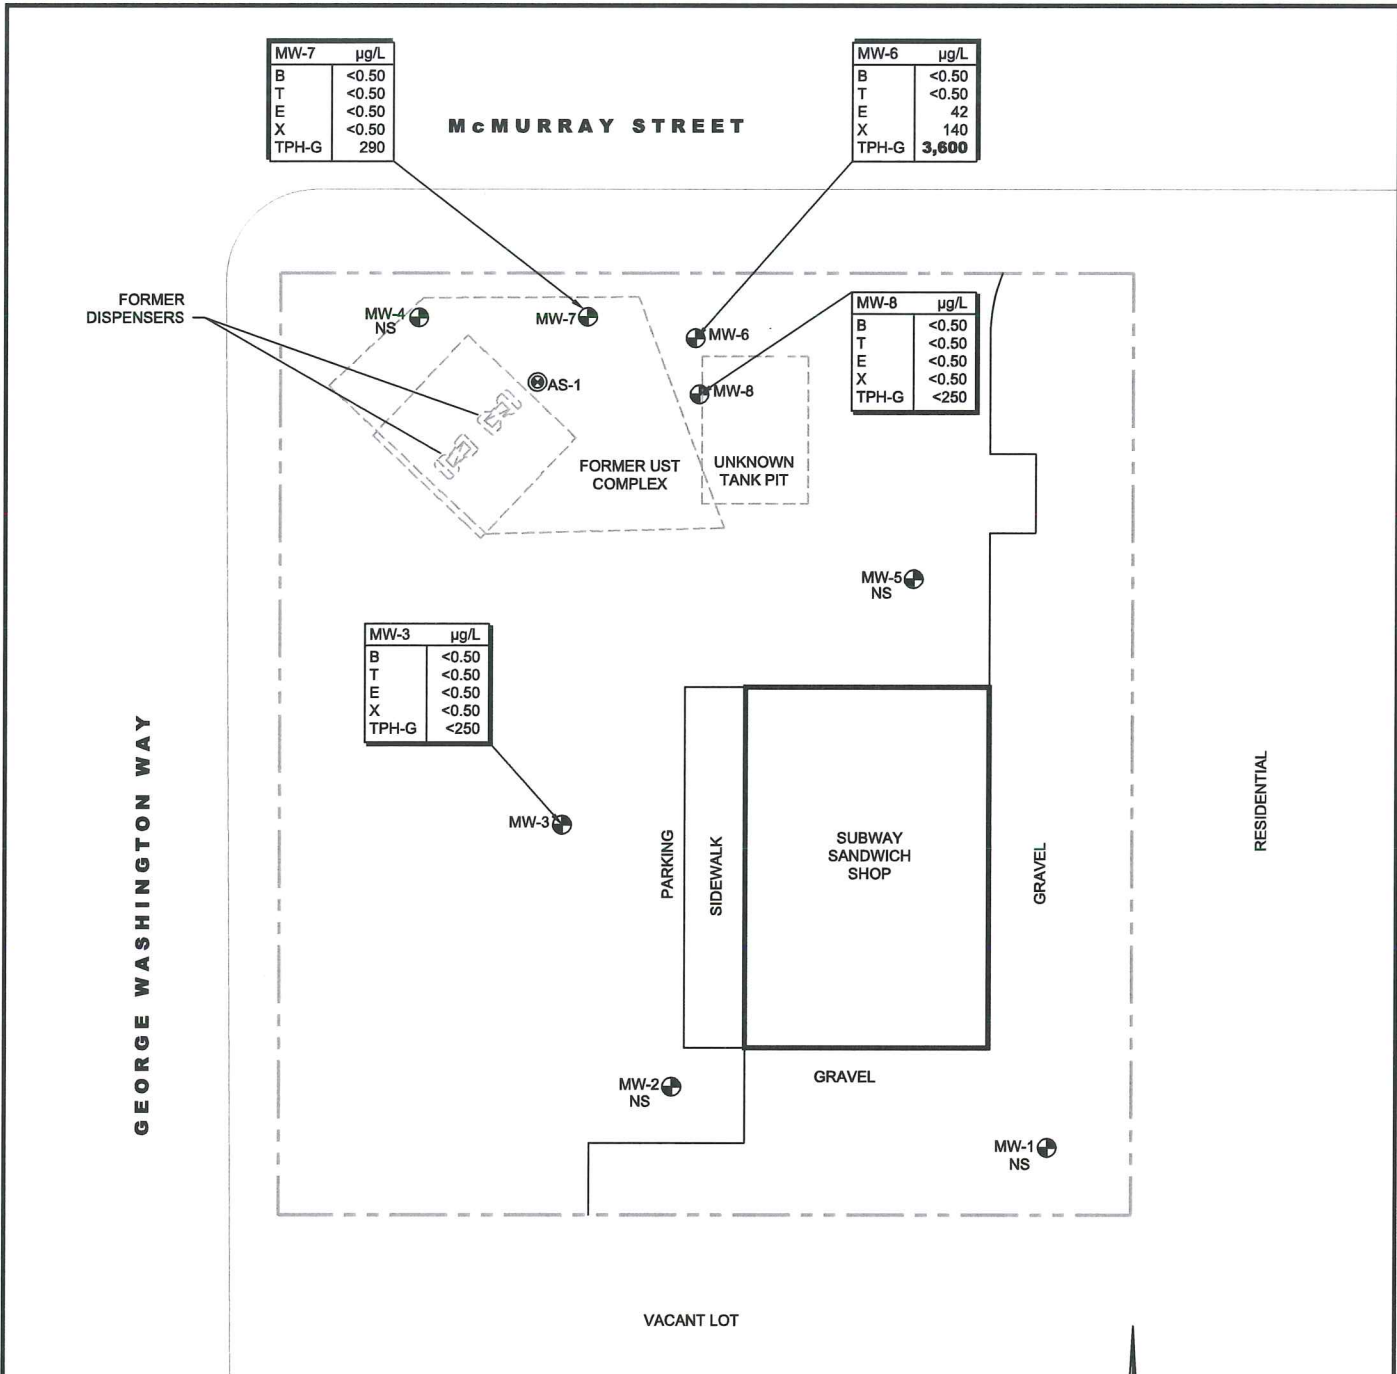 MW-7 µg/L
B <0.50
T <0.50
E <0.50
X <0.50
TPH-G 290
McMURRAY STREET
MW-6 µg/L
B <0.50
T <0.50
E 42
X 140
TPH-G 3,600
FORMER
DISPENSERS
MW-4
NS
MW-7
MW-6
MW-8 µg/L
B <0.50
T <0.50
E <0.50
X <0.50
TPH-G <250
AS-1
MW-8
FORMER UST
COMPLEX
UNKNOWN
TANK PIT
MW-5
NS
MW-3 µg/L
B <0.50
T <0.50
E <0.50
X <0.50
TPH-G <250
GEORGE WASHINGTON WAY
MW-3
PARKING
SIDEWALK
SUBWAY
SANDWICH
SHOP
GRAVEL
RESIDENTIAL
MW-2
NS
GRAVEL
MW-1
NS
VACANT LOT